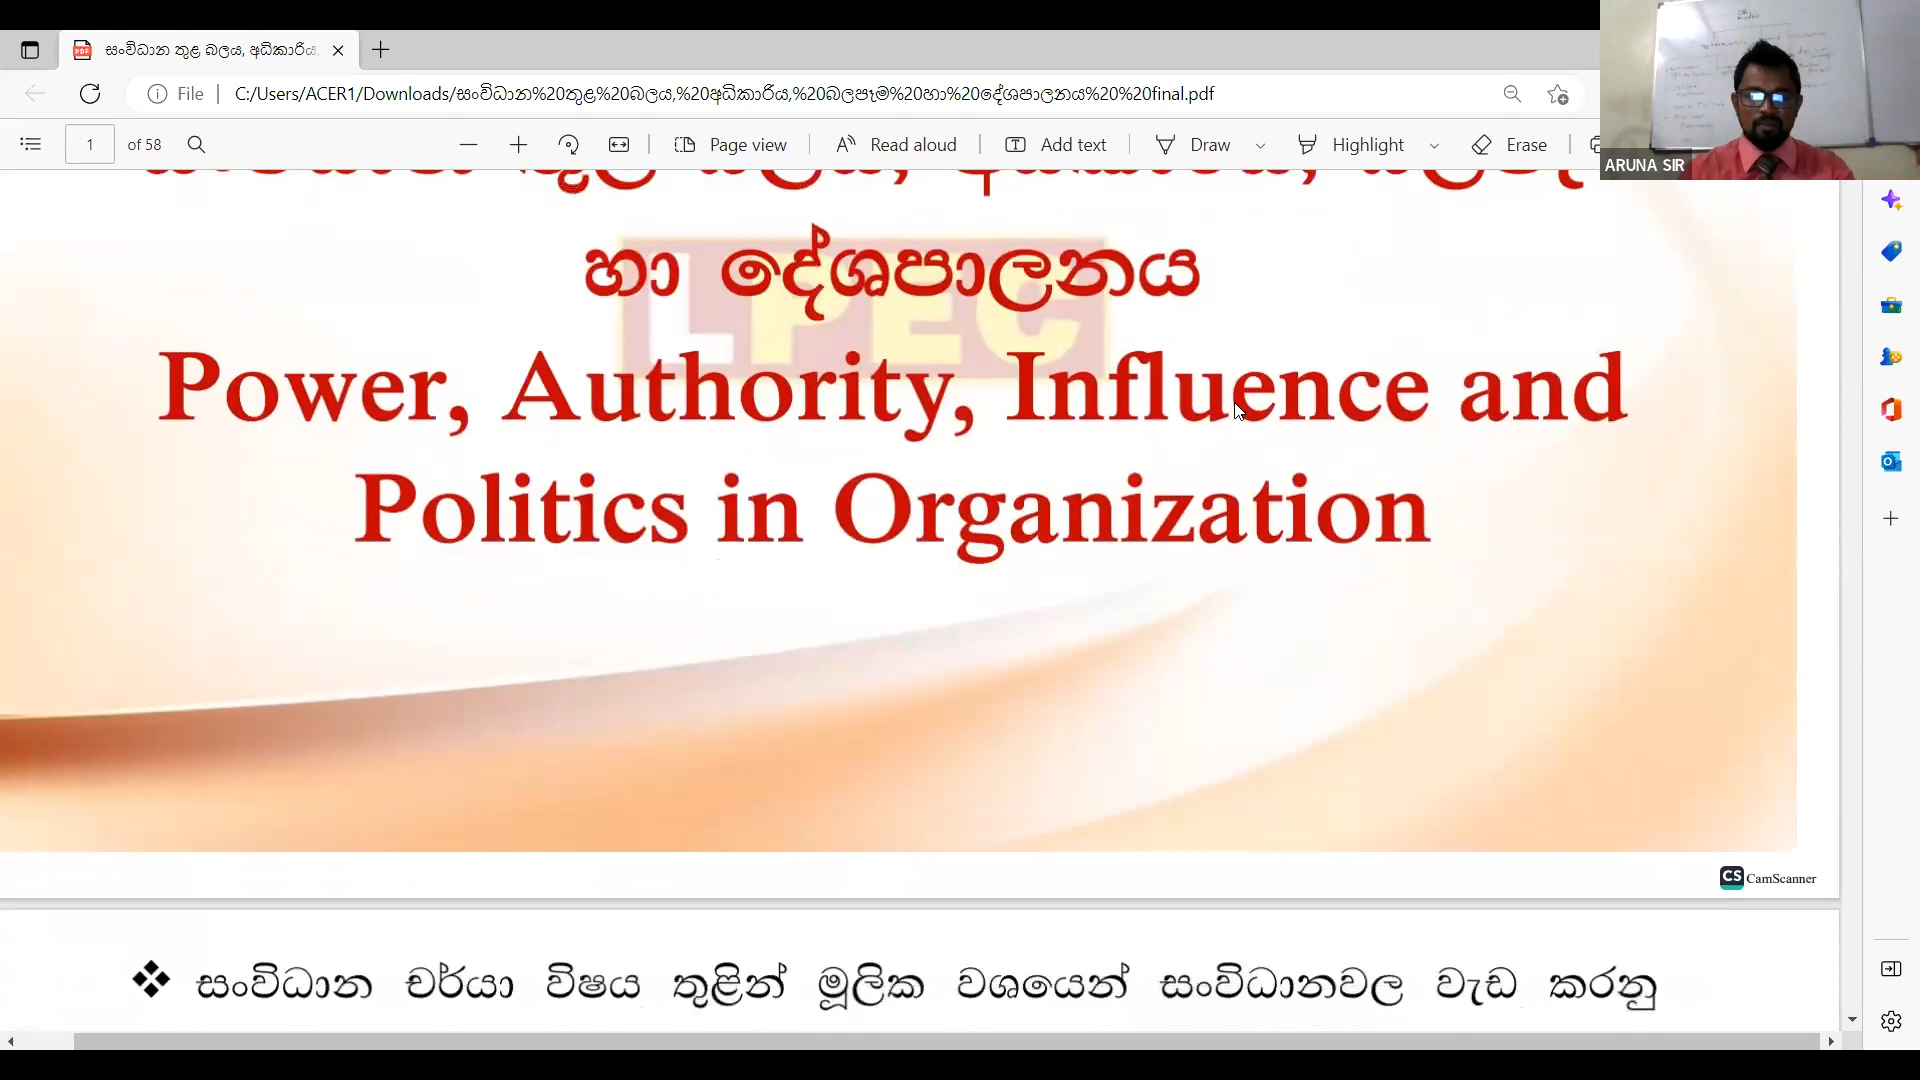 සංවිධාන තුළ බලය, අධිකාරිය,
File
C:/Users/ACER1/Downloads/සංවිධාන%20තුළ%20බලය,%20අධිකාරිය,%20බලපෑම%20හා%20දේශපාලනය%20%20final.pdf
1 of 58
Page view
Read aloud
Add text
Draw
Highlight
Erase
ARUNA SIR
හා දේශපාලනය
LPEC
Power, Authority, Influence and
Politics in Organization
CS CamScanner
❖ සංවිධාන චර්යා විෂය තුළින් මූලික වශයෙන් සංවිධානවල වැඩ කරනු